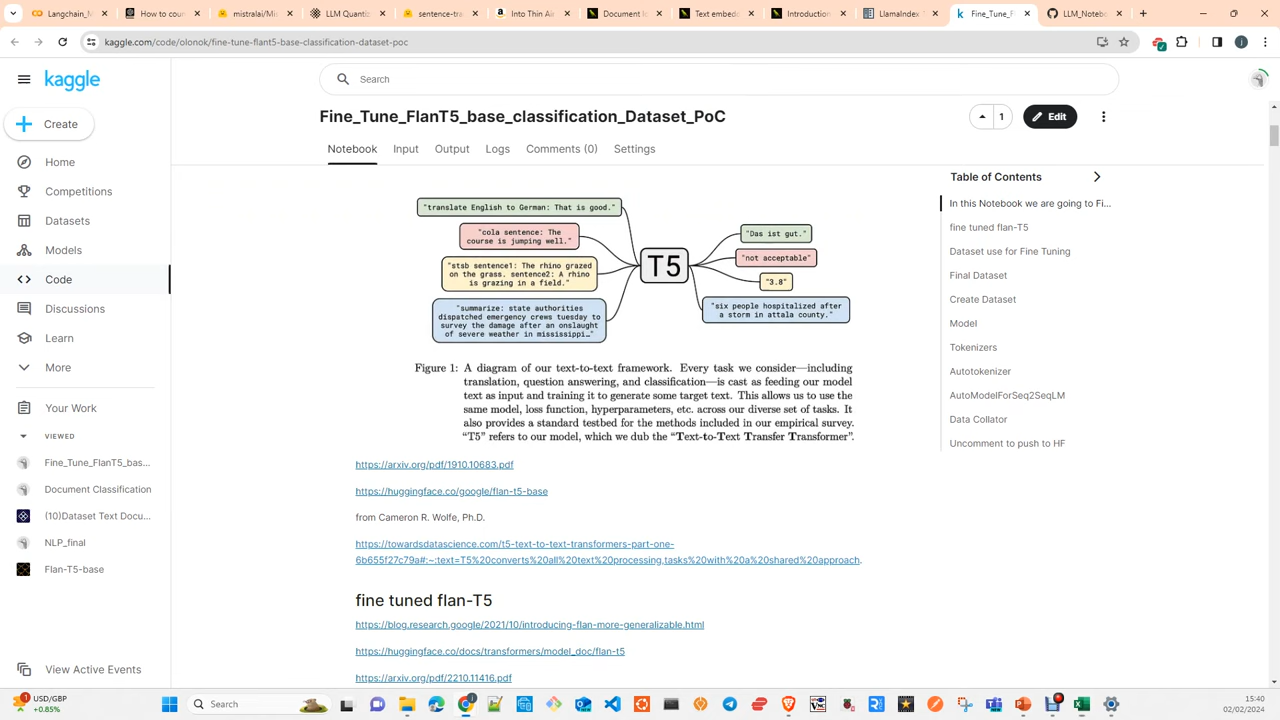 Langchain_M
How to coun
mistralai/Mi
LLM Quantiz
sentence-tra
Into Thin Air
Document lo
Text embedd
Introduction
LlamaIndex
Fine_Tune_F
LLM_Noteb
kaggle.com/code/olonok/fine-tune-flant5-base-classification-dataset-poc
kaggle
Search
Fine_Tune_FlanT5_base_classification_Dataset_PoC
1
Edit
Create
Notebook
Input
Output
Logs
Comments (0)
Settings
Home
Competitions
Datasets
Models
Code
Discussions
Learn
More
Your Work
VIEWED
Fine_Tune_FlanT5_bas...
Document Classification
(10)Dataset Text Docu...
NLP_final
Flan-T5-base
View Active Events
"translate English to German: That is good."
"cola sentence: The
course is jumping well."
"stsb sentence1: The rhino grazed
on the grass. sentence2: A rhino
is grazing in a field."
"summarize: state authorities
dispatched emergency crews tuesday to
survey the damage after an onslaught
of severe weather in mississippi…"
T5
"Das ist gut."
"not acceptable"
"3.8"
"six people hospitalized after
a storm in attala county."
Figure 1: A diagram of our text-to-text framework. Every task we consider—including
translation, question answering, and classification—is cast as feeding our model
text as input and training it to generate some target text. This allows us to use the
same model, loss function, hyperparameters, etc. across our diverse set of tasks. It
also provides a standard testbed for the methods included in our empirical survey.
“T5” refers to our model, which we dub the “Text-to-Text Transfer Transformer”.
https://arxiv.org/pdf/1910.10683.pdf
https://huggingface.co/google/flan-t5-base
from Cameron R. Wolfe, Ph.D.
https://towardsdatascience.com/t5-text-to-text-transformers-part-one-
6b655f27c79a#:~:text=T5%20converts%20all%20text%20processing,tasks%20with%20a%20shared%20approach.
fine tuned flan-T5
https://blog.research.google/2021/10/introducing-flan-more-generalizable.html
https://huggingface.co/docs/transformers/model_doc/flan-t5
https://arxiv.org/pdf/2210.11416.pdf
Table of Contents
In this Notebook we are going to Fi...
fine tuned flan-T5
Dataset use for Fine Tuning
Final Dataset
Create Dataset
Model
Tokenizers
Autotokenizer
AutoModelForSeq2SeqLM
Data Collator
Uncomment to push to HF
1
USD/GBP
+0.85%
Search
15:40
02/02/2024